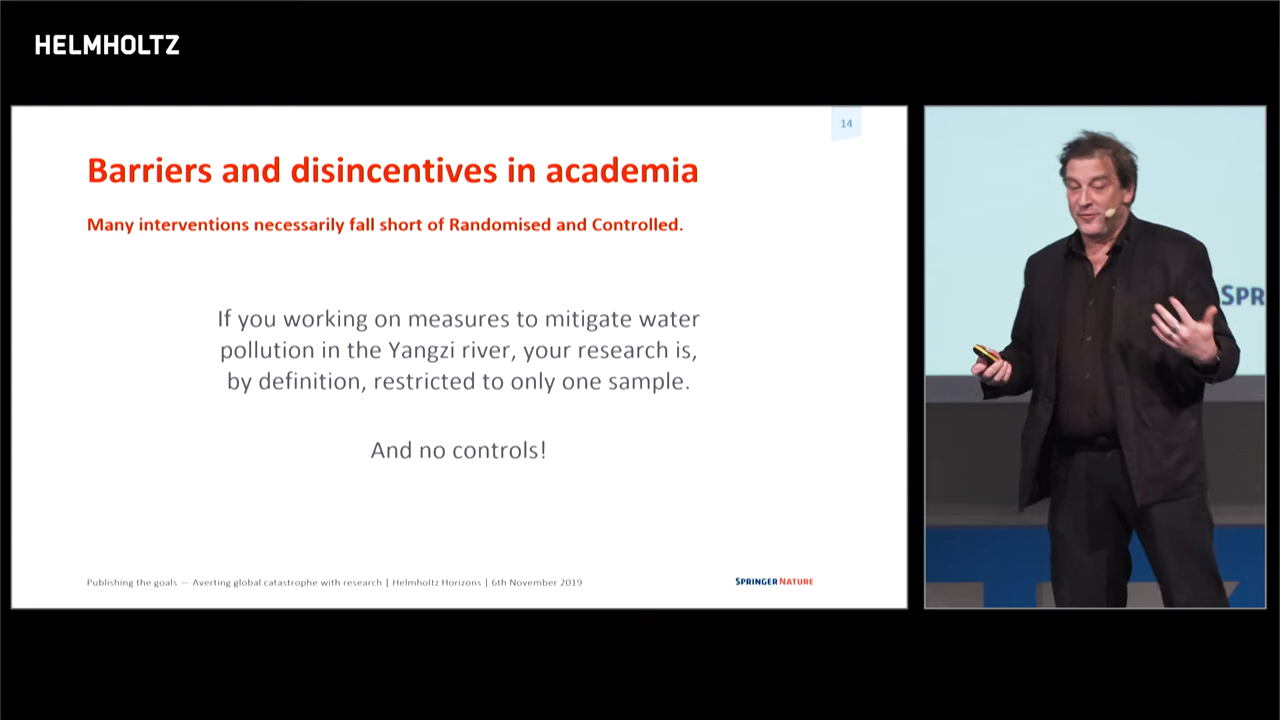 HELMHOLTZ
14
Barriers and disincentives in academia
Many interventions necessarily fall short of Randomised and Controlled.
If you working on measures to mitigate water
pollution in the Yangzi river, your research is,
by definition, restricted to only one sample.
And no controls!
Publishing the goals — Averting global catastrophe with research | Helmholtz Horizons | 6th November 2019
SPRINGER NATURE
SPR